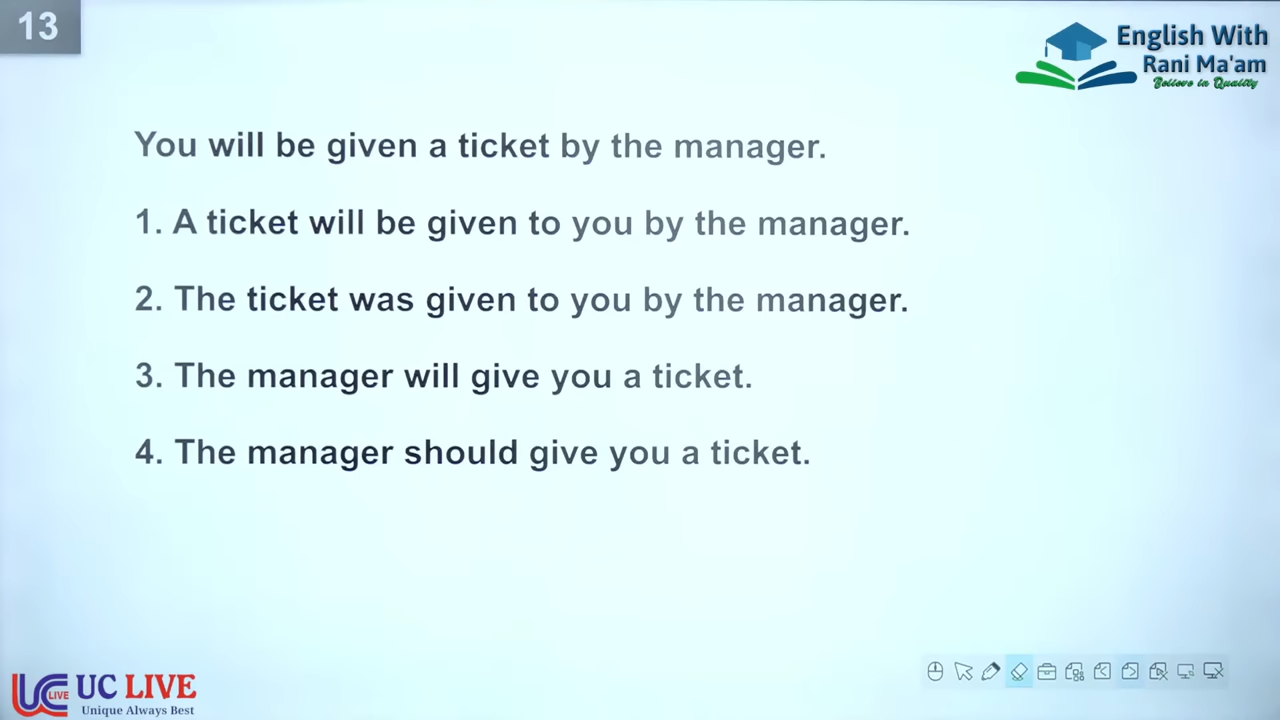 13
English With
Rani Ma'am
Believe in Quality
You will be given a ticket by the manager.
1. A ticket will be given to you by the manager.
2. The ticket was given to you by the manager.
3. The manager will give you a ticket.
4. The manager should give you a ticket.
UC LIVE UC LIVE
Unique Always Best